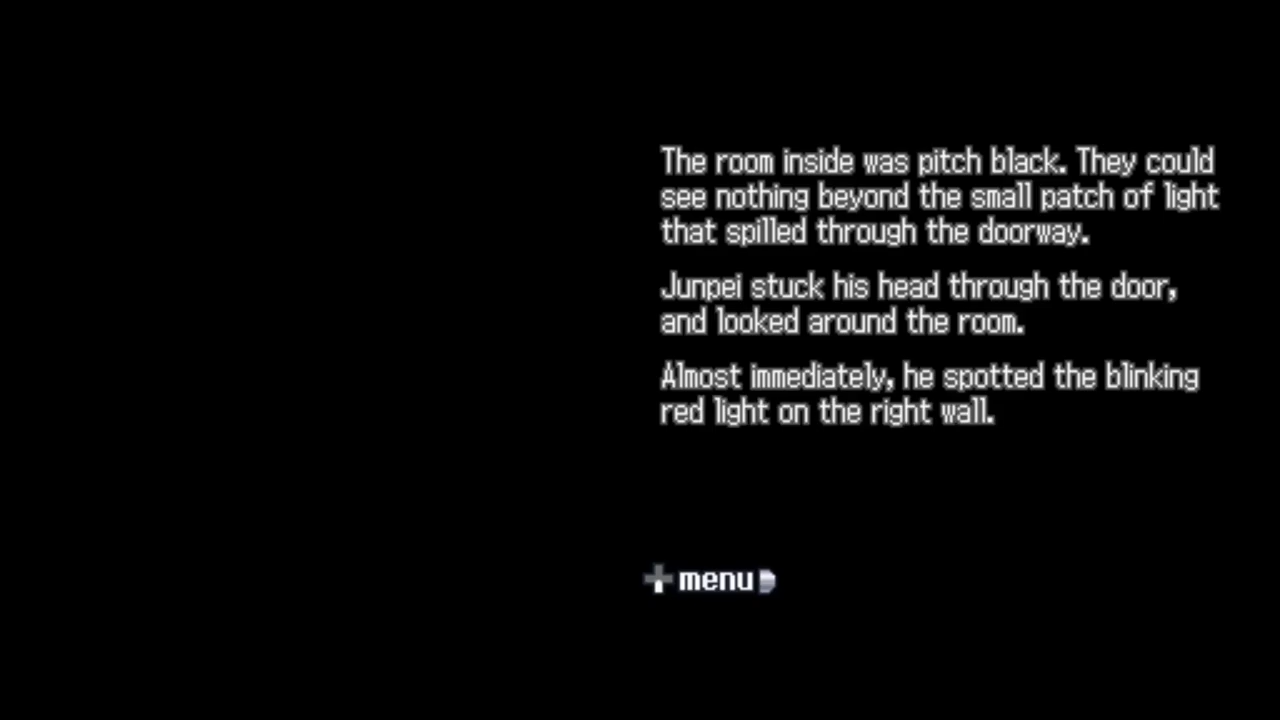 The room inside was pitch black. They could
see nothing beyond the small patch of light
that spilled through the doorway.
Junpei stuck his head through the door,
and looked around the room.
Almost immediately, he spotted the blinking
red light on the right wall.
menu